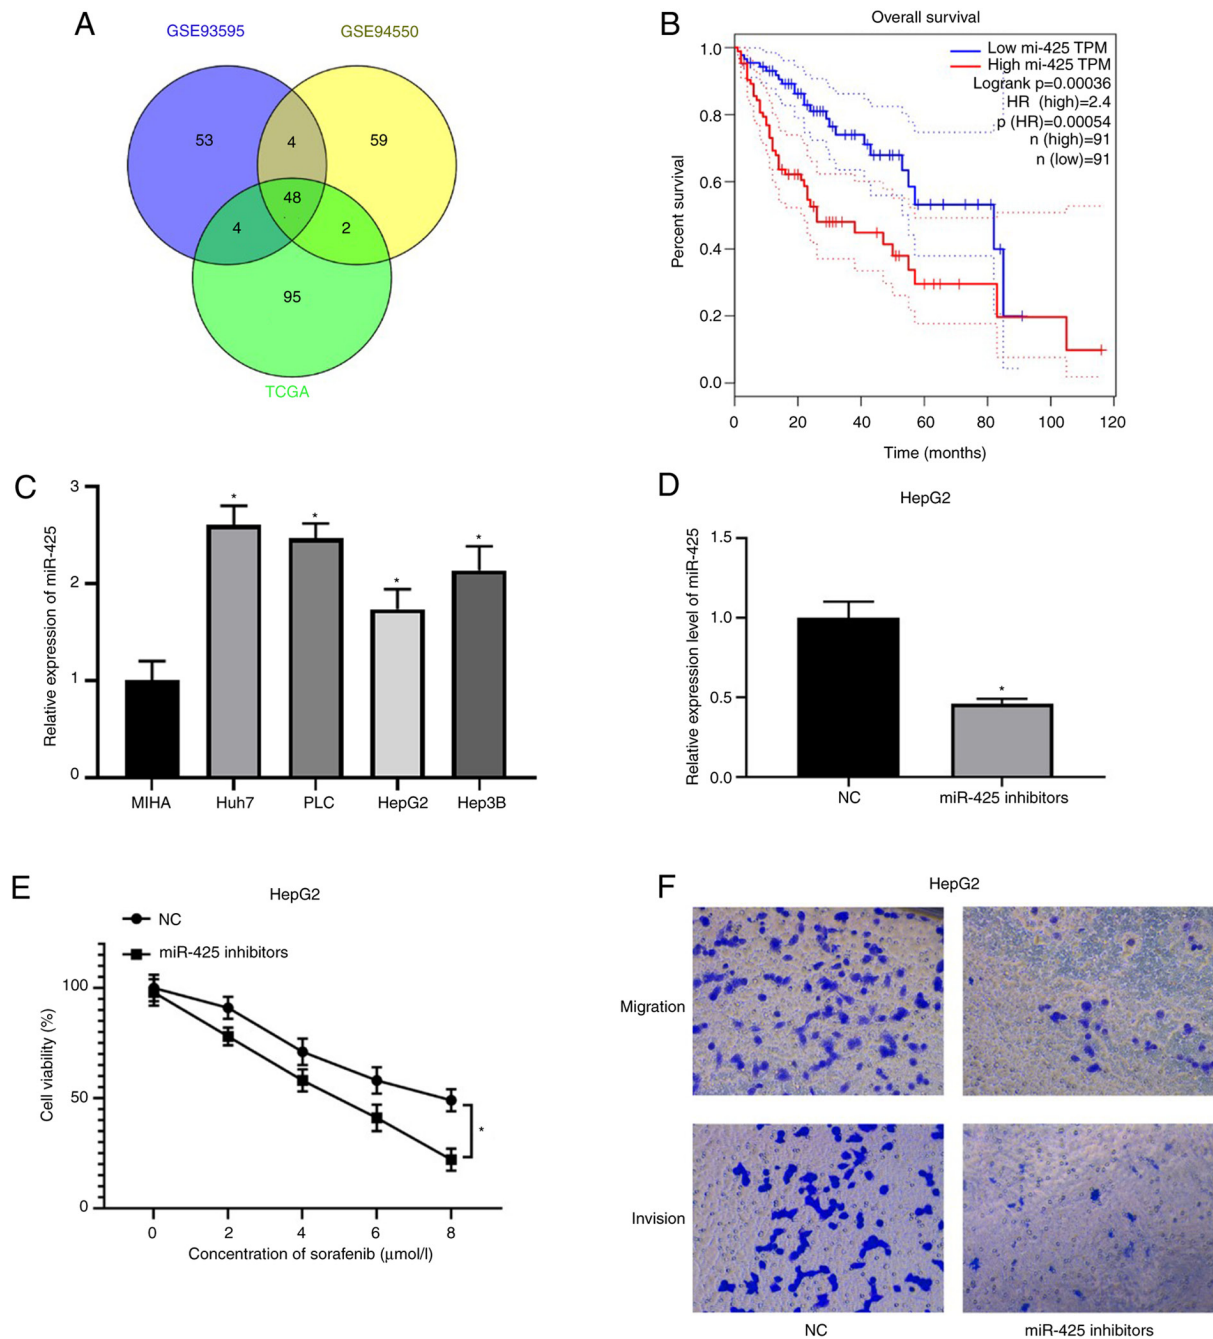 A
GSE93595
GSE94550
53
4
59
48
4
2
95
TCGA
B
Overall survival
Low mi-425 TPM
High mi-425 TPM
Logrank p=0.00036
HR (high)=2.4
p (HR)=0.00054
n (high)=91
n (low)=91
Percent survival
1.0
0.8
0.6
0.4
0.2
0.0
0 20 40 60 80 100 120
Time (months)
C
Relative expression of miR-425
3
2
1
0
MIHA Huh7 PLC HepG2 Hep3B
* * * *
D
HepG2
Relative expression level of miR-425
1.5
1.0
0.5
0.0
*
NC miR-425 inhibitors
E
HepG2
NC
miR-425 inhibitors
Cell viability (%)
100
50
0
*
0 2 4 6 8
Concentration of sorafenib (µmol/l)
F
HepG2
Migration
Invision
NC miR-425 inhibitors